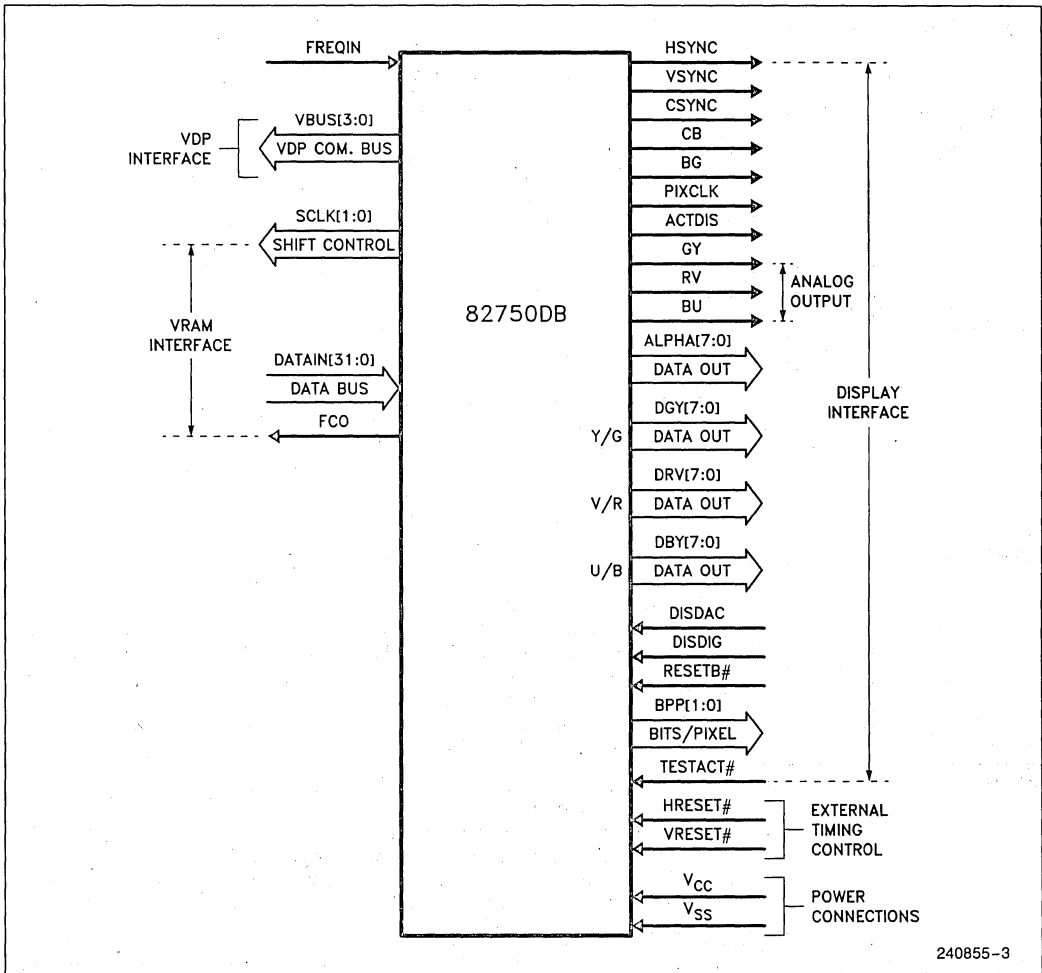 FREQIN
VBUS[3:0]
VDP COM. BUS
VDP
INTERFACE
SCLK[1:0]
SHIFT CONTROL
VRAM
INTERFACE
DATAIN[31:0]
DATA BUS
FCO
82750DB
HSYNC
VSYNC
CSYNC
CB
BG
PIXCLK
ACTDIS
GY
RV
BU
ANALOG
OUTPUT
ALPHA[7:0]
DATA OUT
DGY[7:0]
Y/G
DATA OUT
DRV[7:0]
V/R
DATA OUT
DBY[7:0]
U/B
DATA OUT
DISPLAY
INTERFACE
DISDAC
DISDIG
RESETB#
BPP[1:0]
BITS/PIXEL
TESTACT#
HRESET#
VRESET#
EXTERNAL
TIMING
CONTROL
VCC
VSS
POWER
CONNECTIONS
240855-3